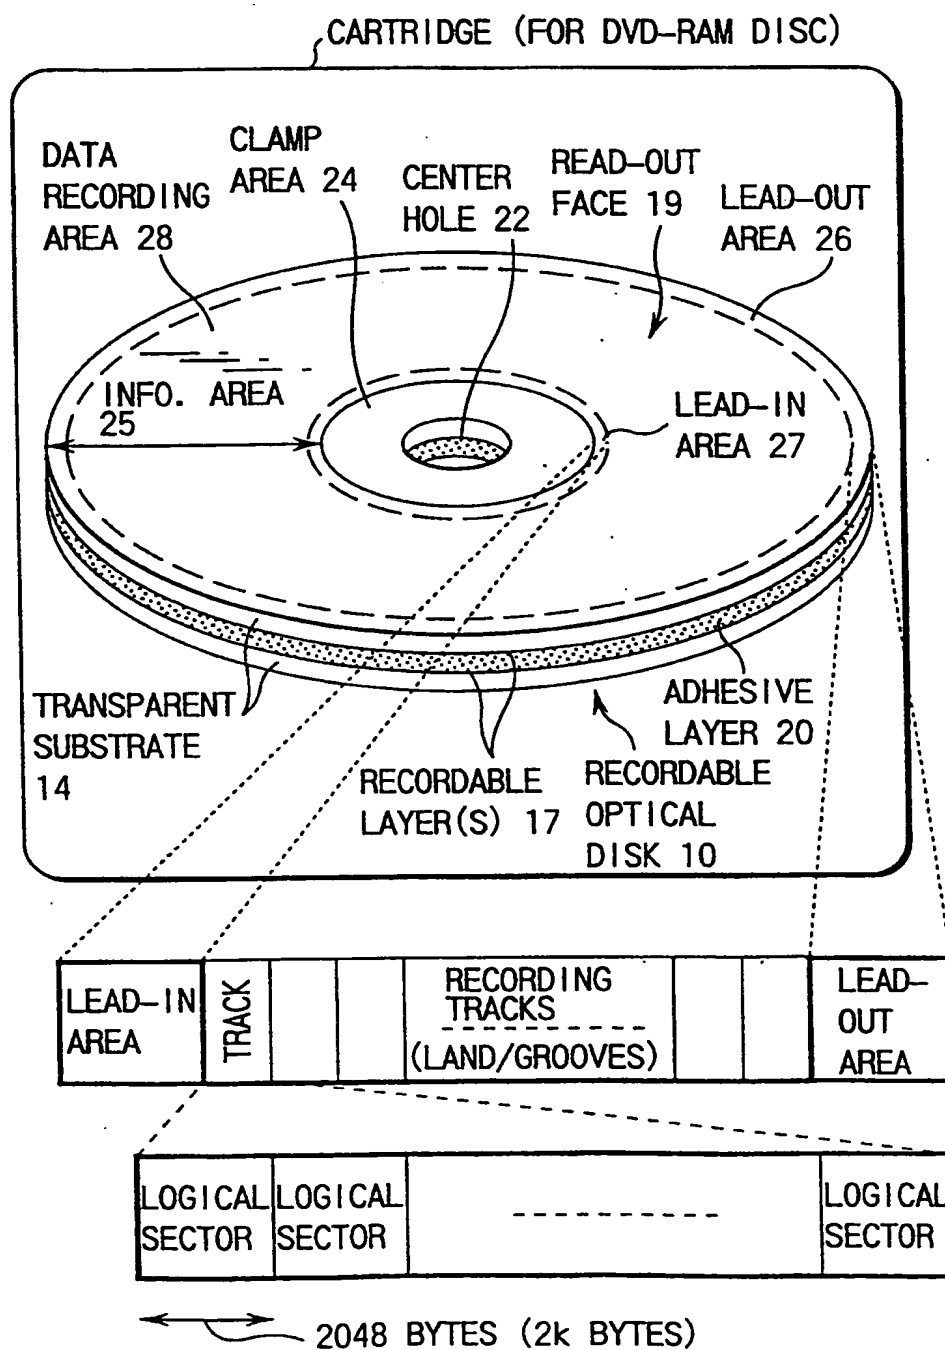 CARTRIDGE (FOR DVD-RAM DISC)
DATA
RECORDING
AREA 28
CLAMP
AREA 24
CENTER
HOLE 22
READ-OUT
FACE 19
LEAD-OUT
AREA 26
INFO. AREA
25
LEAD-IN
AREA 27
TRANSPARENT
SUBSTRATE
14
RECORDABLE
LAYER(S) 17
ADHESIVE
LAYER 20
RECORDABLE
OPTICAL
DISK 10
LEAD-IN
AREA
TRACK
RECORDING
TRACKS
(LAND/GROOVES)
LEAD-
OUT
AREA
LOGICAL
SECTOR
LOGICAL
SECTOR
LOGICAL
SECTOR
2048 BYTES (2k BYTES)